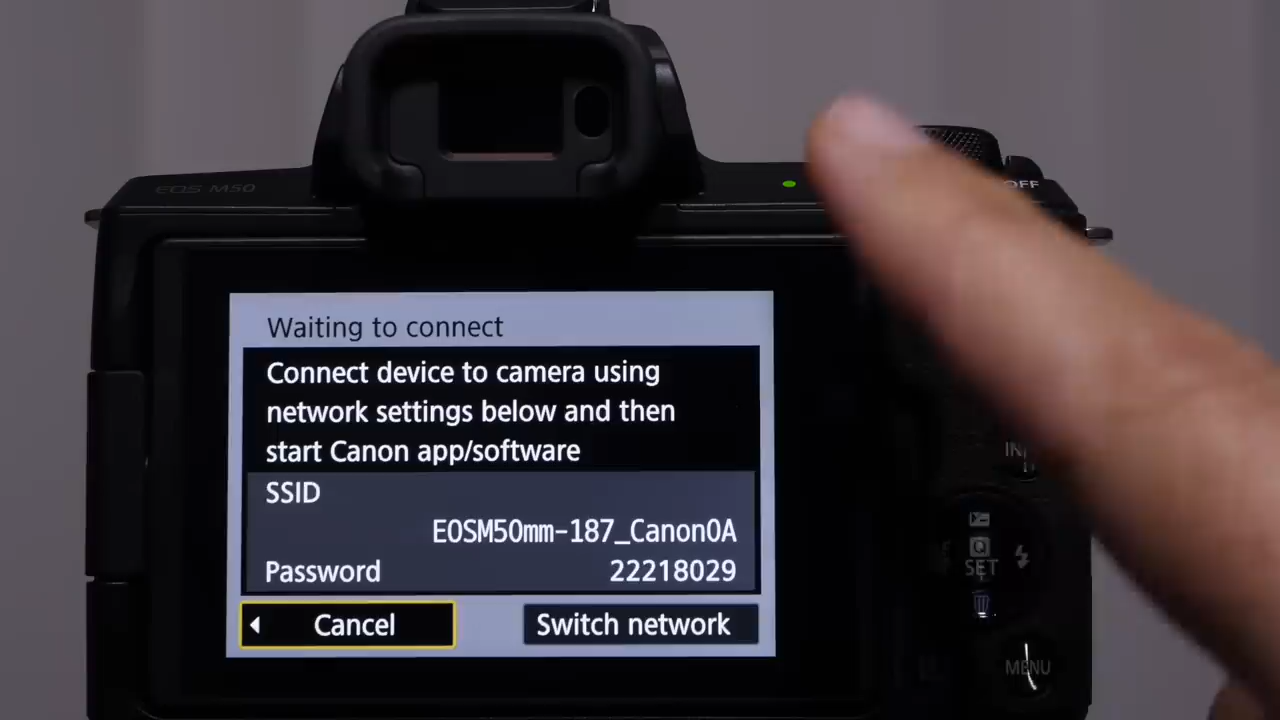 EOS M50
OFF
Waiting to connect
Connect device to camera using
network settings below and then
start Canon app/software
SSID
EOSM50mm-187_Canon0A
Password 22218029
Cancel Switch network
Q
SET
MENU